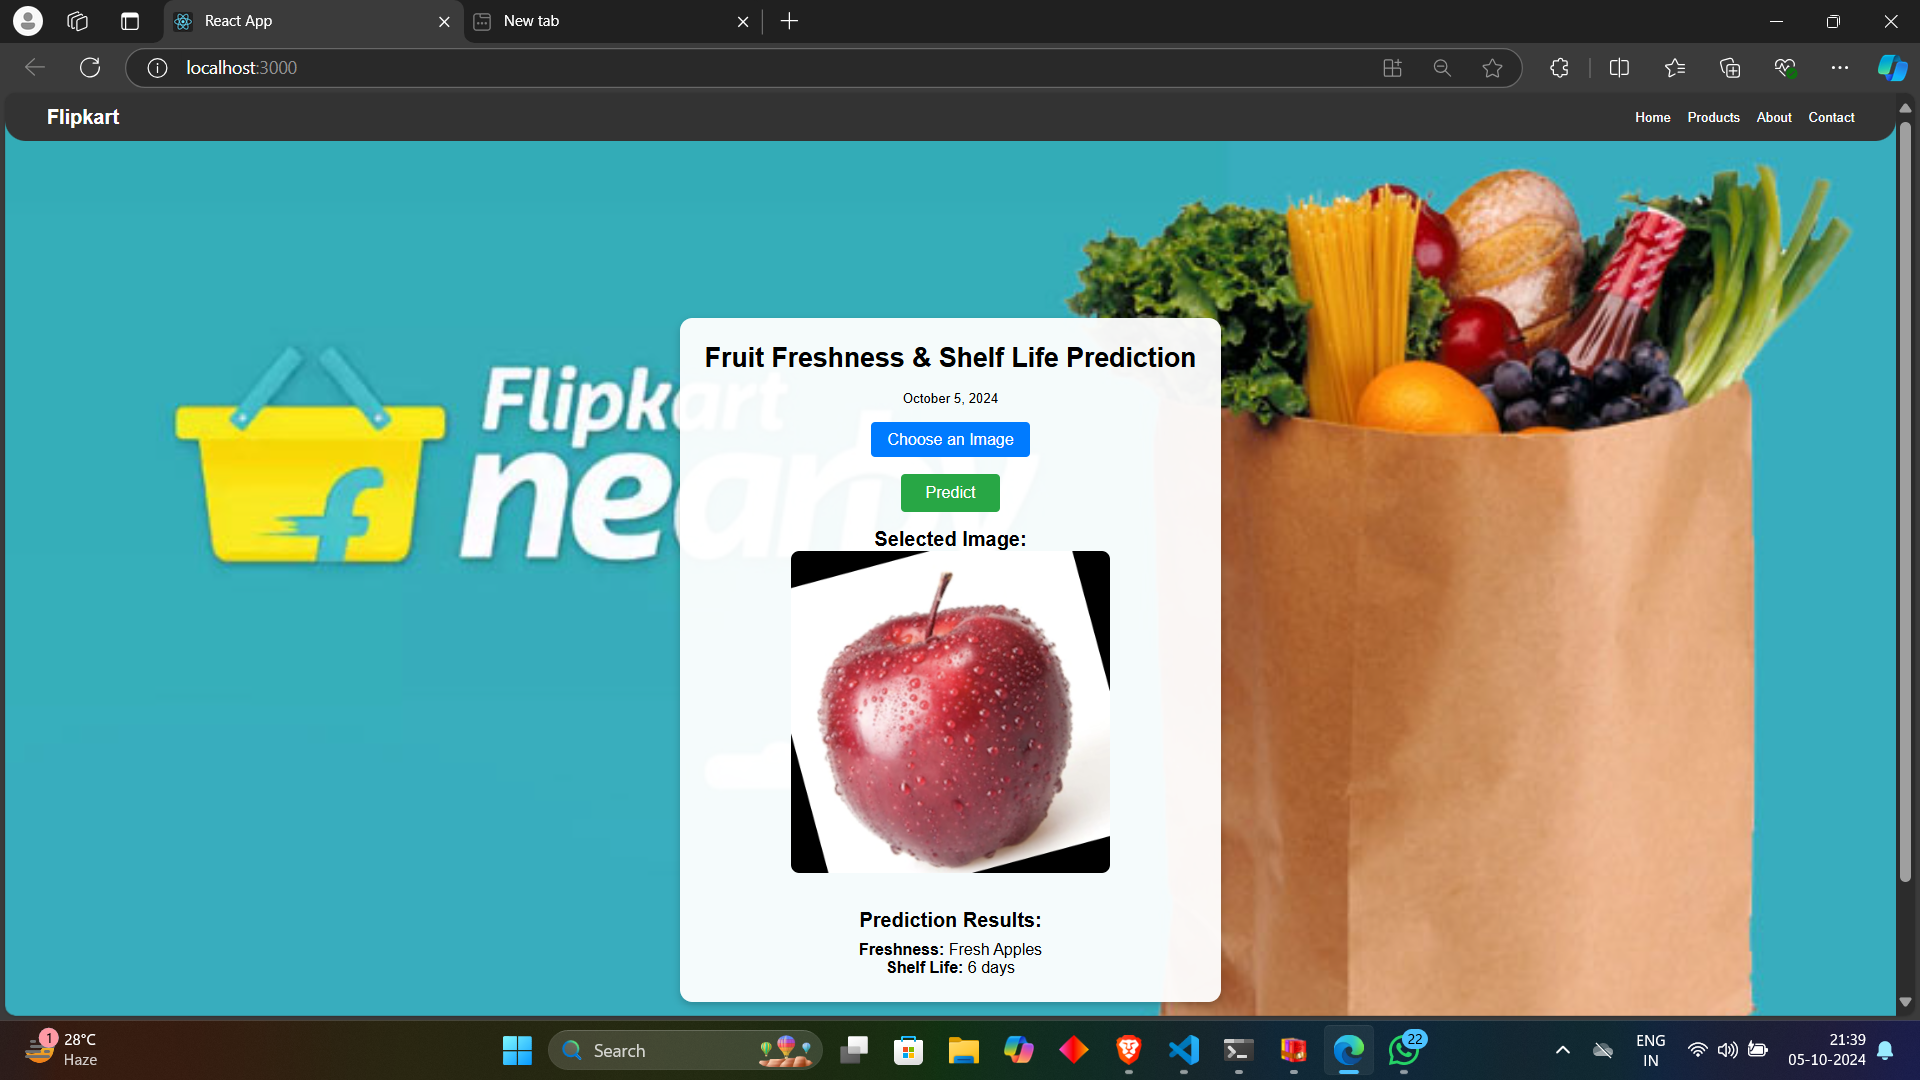 React App
New tab
localhost:3000
Flipkart
Home Products About Contact
Flipkart
Fruit Freshness & Shelf Life Prediction
October 5, 2024
Choose an Image
Predict
Selected Image:
Prediction Results:
Freshness: Fresh Apples
Shelf Life: 6 days
1
28°C
Haze
Search
22
ENG
IN
21:39
05-10-2024